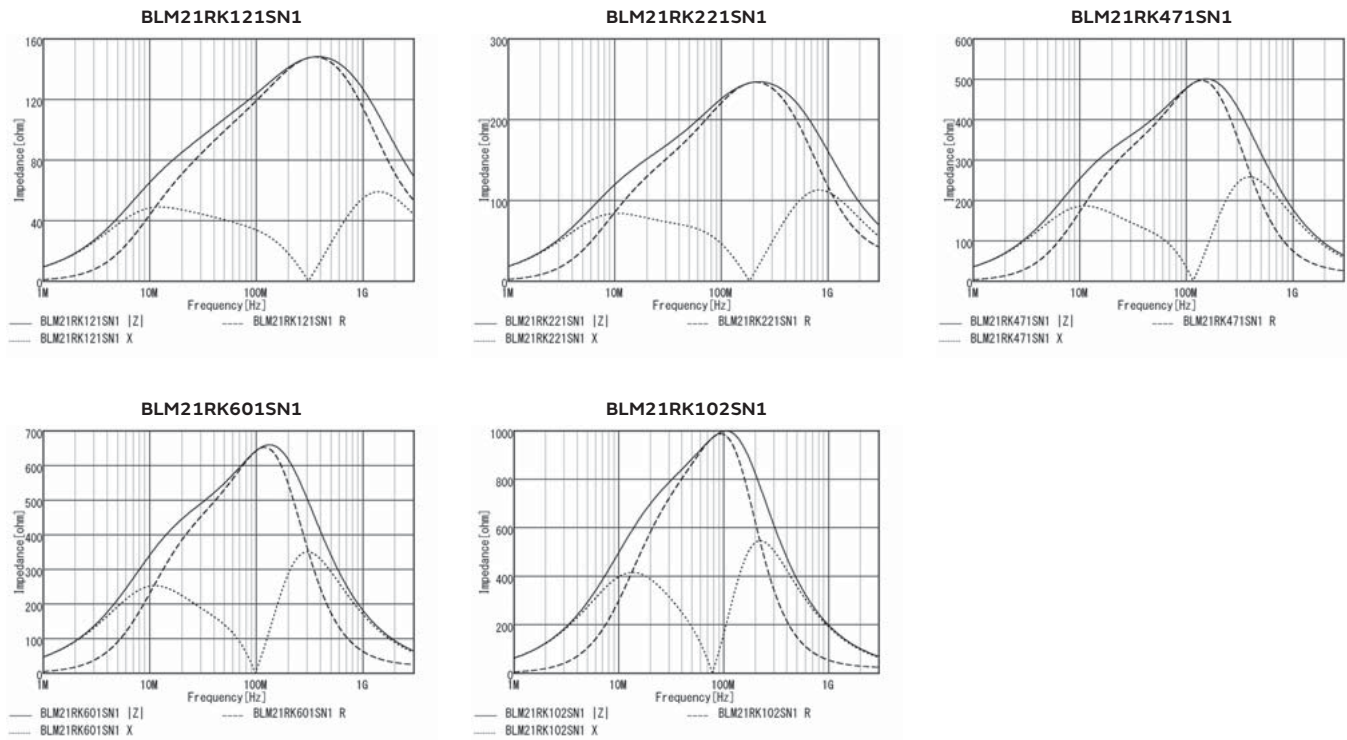 BLM21RK121SN1
160
120
80
40
0
Impedance[ohm]
1M 10M 100M 1G
Frequency[Hz]
BLM21RK121SN1 |Z| BLM21RK121SN1 R
BLM21RK121SN1 X
BLM21RK221SN1
300
200
100
0
Impedance[ohm]
1M 10M 100M 1G
Frequency[Hz]
BLM21RK221SN1 |Z| BLM21RK221SN1 R
BLM21RK221SN1 X
BLM21RK471SN1
600
500
400
300
200
100
0
Impedance[ohm]
1M 10M 100M 1G
Frequency[Hz]
BLM21RK471SN1 |Z| BLM21RK471SN1 R
BLM21RK471SN1 X
BLM21RK601SN1
700
600
500
400
300
200
100
0
Impedance[ohm]
1M 10M 100M 1G
Frequency[Hz]
BLM21RK601SN1 |Z| BLM21RK601SN1 R
BLM21RK601SN1 X
BLM21RK102SN1
1000
800
600
400
200
0
Impedance[ohm]
1M 10M 100M 1G
Frequency[Hz]
BLM21RK102SN1 |Z| BLM21RK102SN1 R
BLM21RK102SN1 X